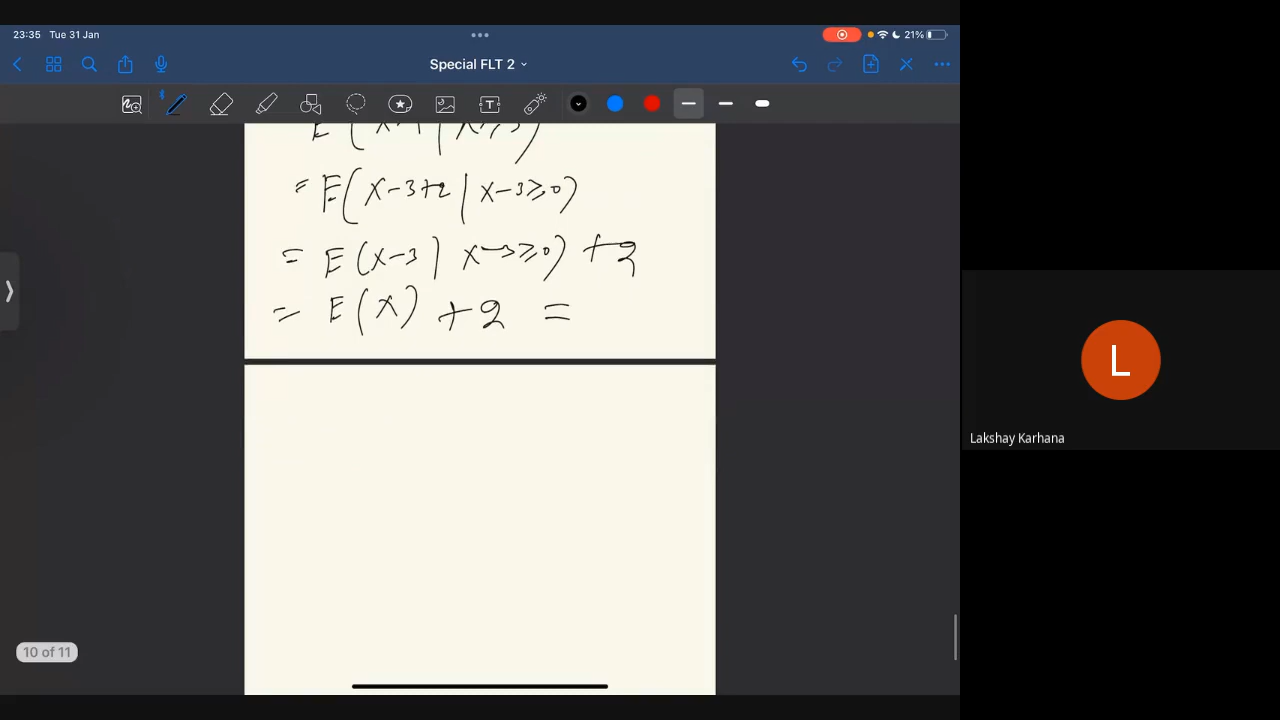 23:35 Tue 31 Jan
21%
Special FLT 2
T
= E(X-3+2 | X-3≥0)
= E(X-3 | X-3≥0) + 2
= E(X) + 2 =
10 of 11
L
Lakshay Karhana